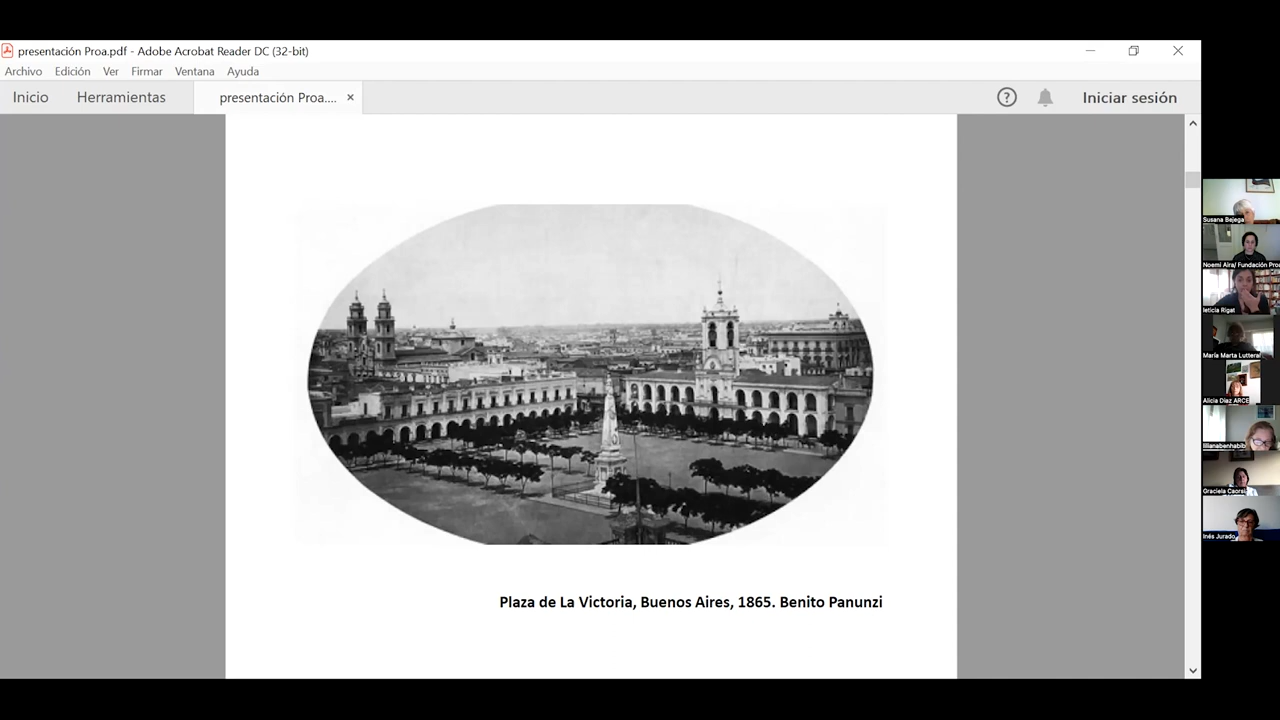 presentación Proa.pdf - Adobe Acrobat Reader DC (32-bit)
Archivo Edición Ver Firmar Ventana Ayuda
Inicio Herramientas presentación Proa.... × Iniciar sesión
Plaza de La Victoria, Buenos Aires, 1865. Benito Panunzi
Susana Bejega
Noemi Aira/ Fundación Proa
leticia Rigat
María Marta Lutteral
Alicia Díaz ARCE
lilianabenhabib
Graciela Caorsi
Inés Jurado